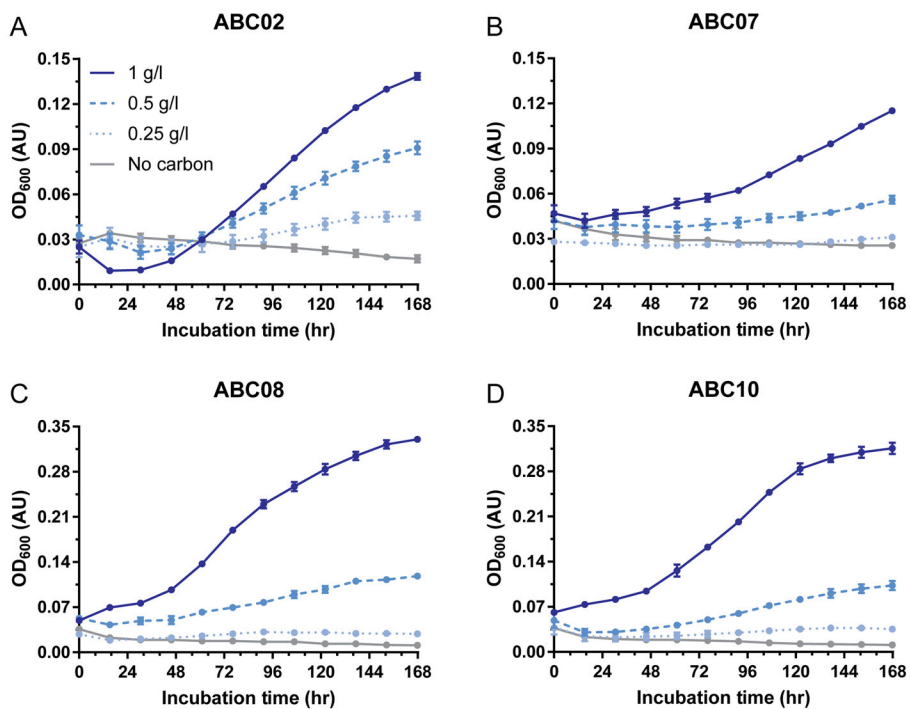 A
ABC02
OD600 (AU)
0.15
0.12
0.09
0.06
0.03
0.00
1 g/l
0.5 g/l
0.25 g/l
No carbon
0 24 48 72 96 120 144 168
Incubation time (hr)
B
ABC07
OD600 (AU)
0.15
0.12
0.09
0.06
0.03
0.00
0 24 48 72 96 120 144 168
Incubation time (hr)
C
ABC08
OD600 (AU)
0.35
0.28
0.21
0.14
0.07
0.00
0 24 48 72 96 120 144 168
Incubation time (hr)
D
ABC10
OD600 (AU)
0.35
0.28
0.21
0.14
0.07
0.00
0 24 48 72 96 120 144 168
Incubation time (hr)